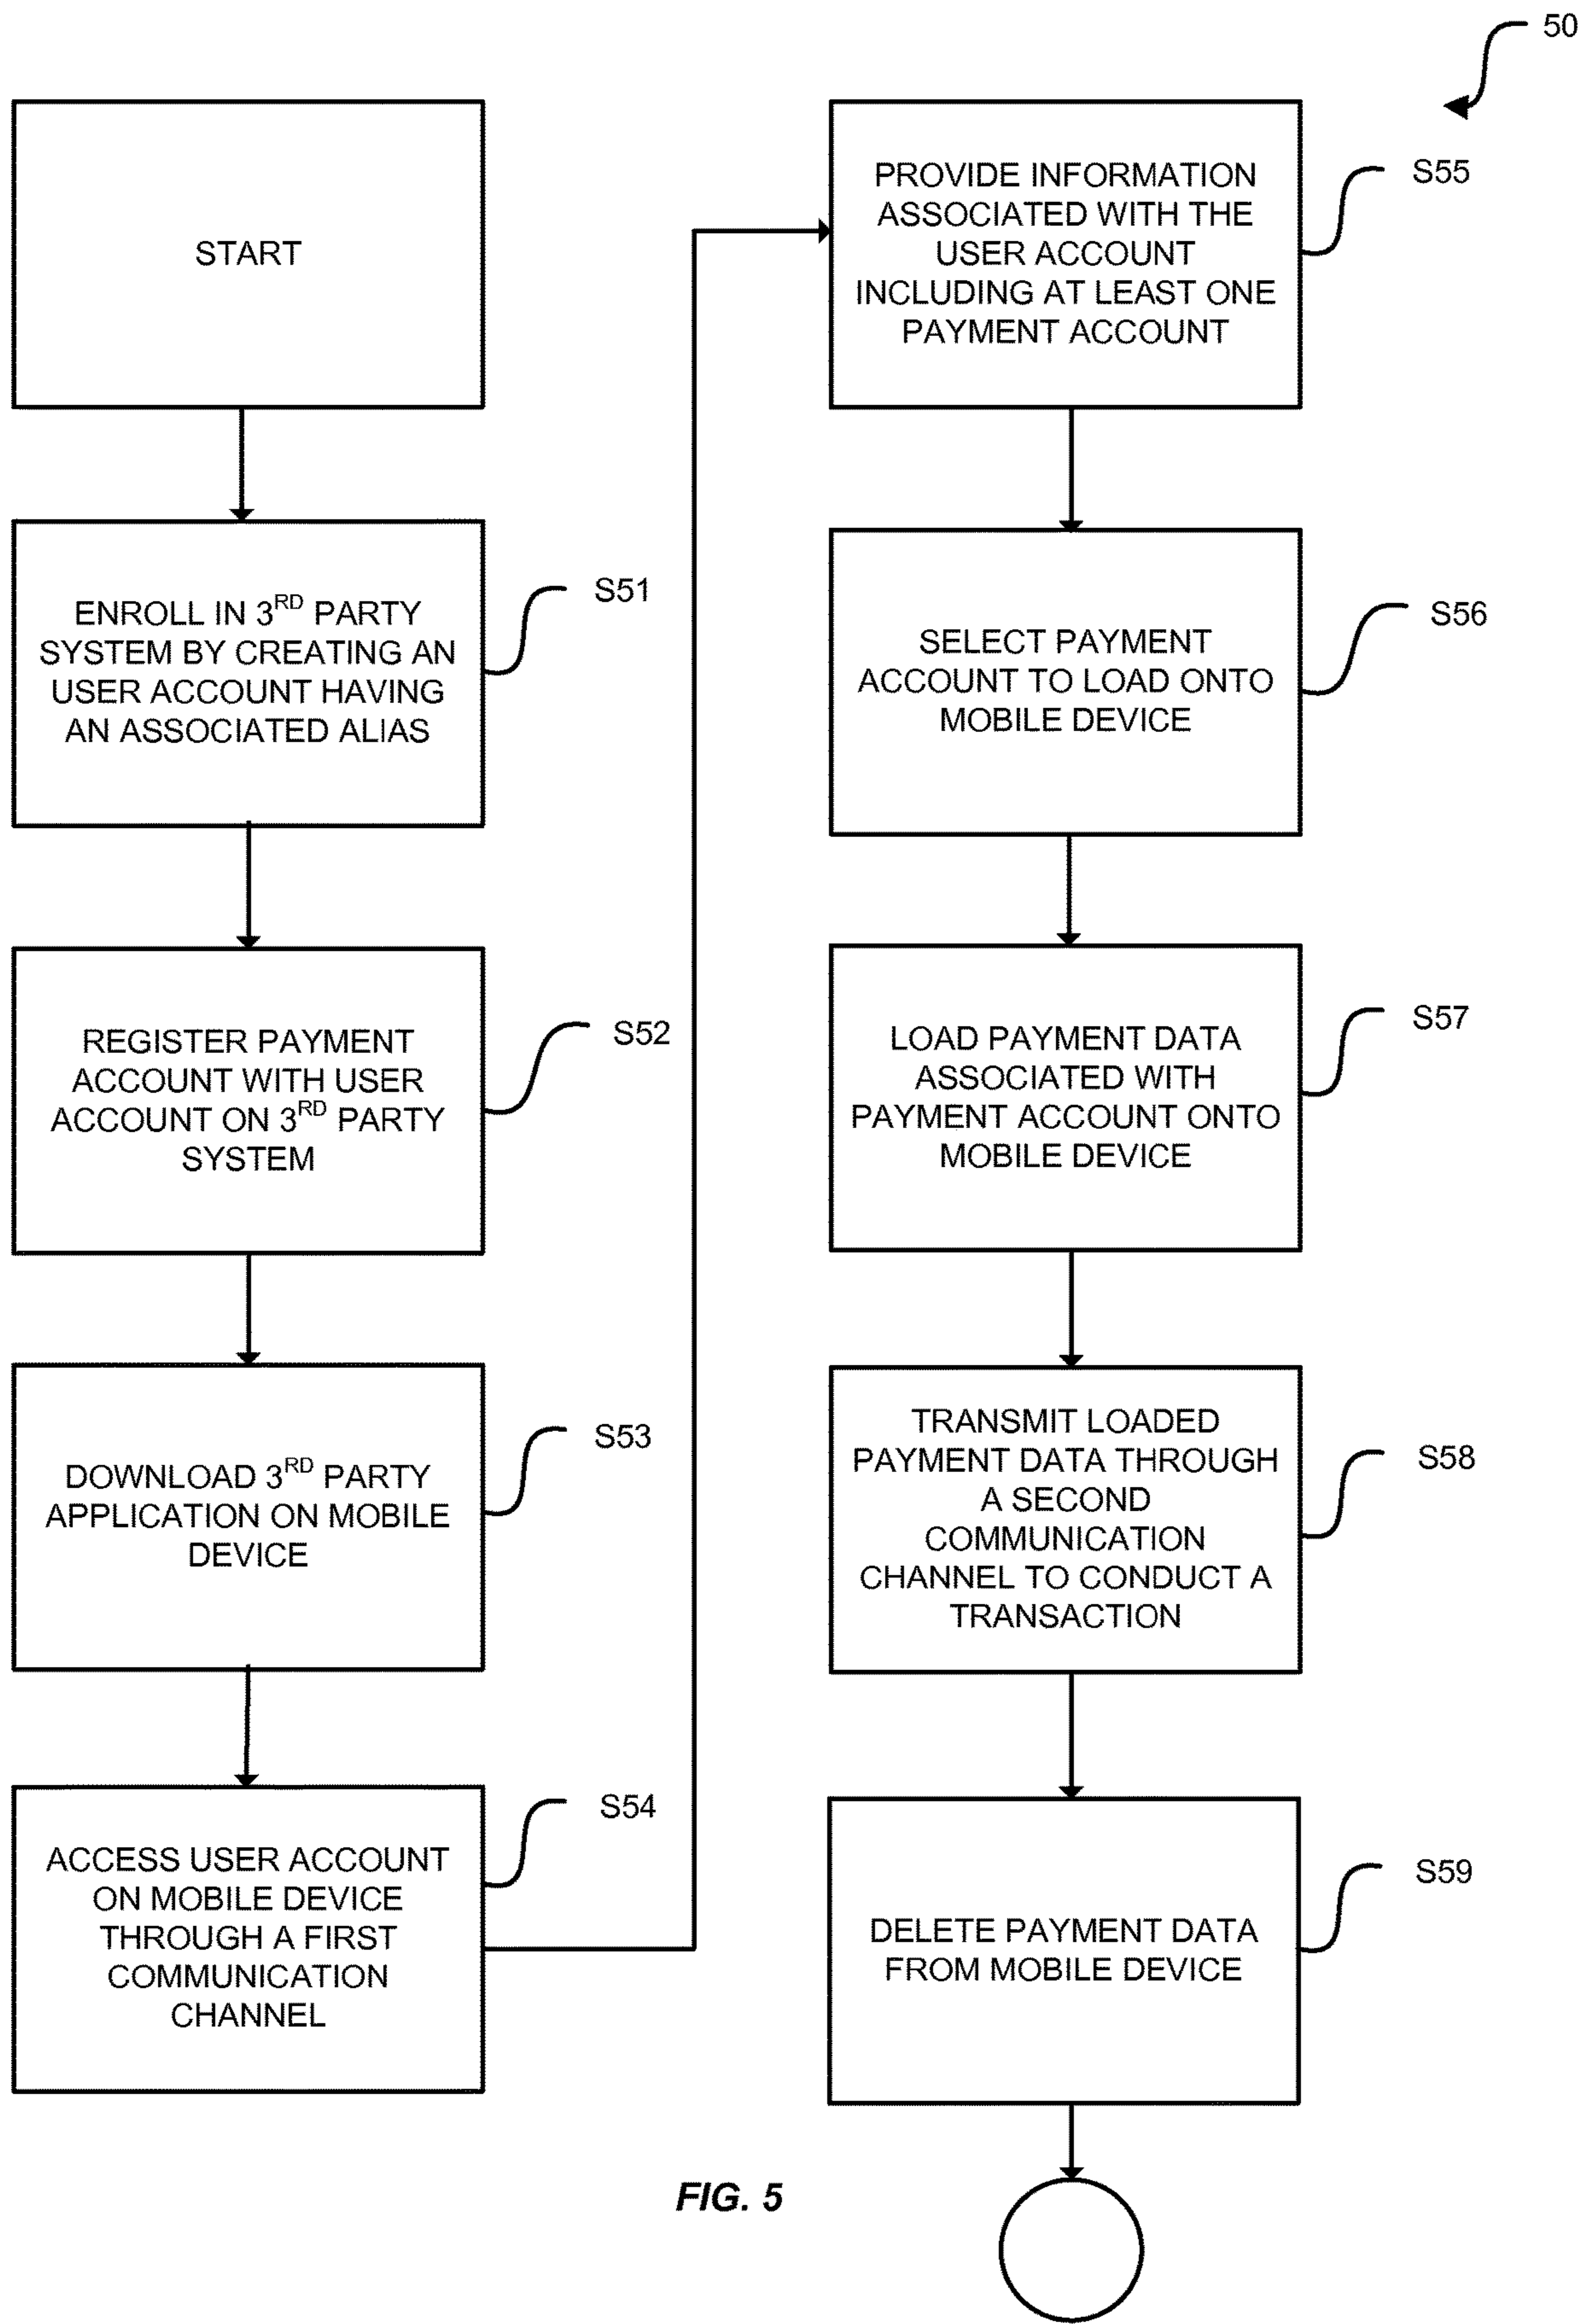 50
START
ENROLL IN 3RD PARTY
SYSTEM BY CREATING AN
USER ACCOUNT HAVING
AN ASSOCIATED ALIAS
S51
REGISTER PAYMENT
ACCOUNT WITH USER
ACCOUNT ON 3RD PARTY
SYSTEM
S52
DOWNLOAD 3RD PARTY
APPLICATION ON MOBILE
DEVICE
S53
ACCESS USER ACCOUNT
ON MOBILE DEVICE
THROUGH A FIRST
COMMUNICATION
CHANNEL
S54
PROVIDE INFORMATION
ASSOCIATED WITH THE
USER ACCOUNT
INCLUDING AT LEAST ONE
PAYMENT ACCOUNT
S55
SELECT PAYMENT
ACCOUNT TO LOAD ONTO
MOBILE DEVICE
S56
LOAD PAYMENT DATA
ASSOCIATED WITH
PAYMENT ACCOUNT ONTO
MOBILE DEVICE
S57
TRANSMIT LOADED
PAYMENT DATA THROUGH
A SECOND
COMMUNICATION
CHANNEL TO CONDUCT A
TRANSACTION
S58
DELETE PAYMENT DATA
FROM MOBILE DEVICE
S59
FIG. 5